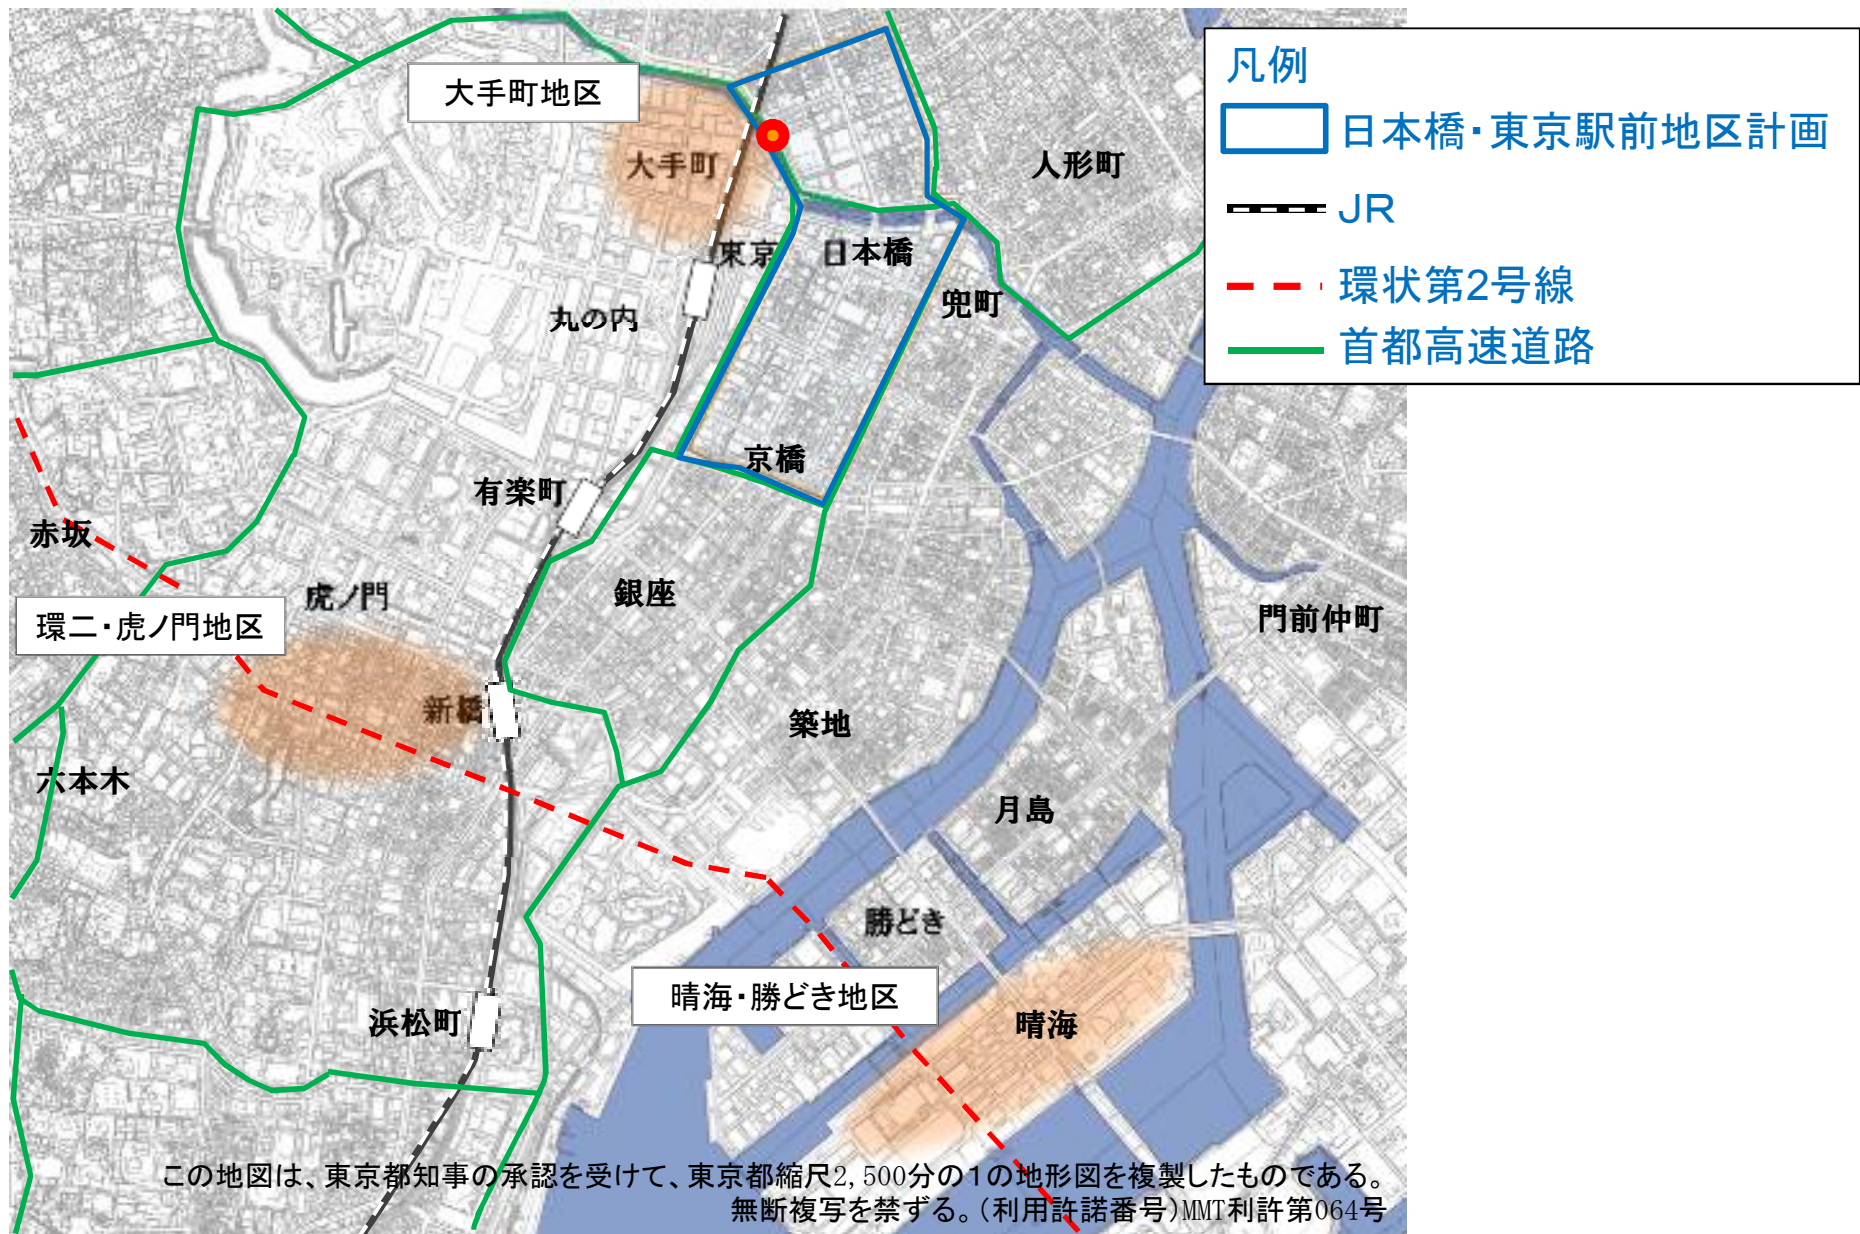 大手町地区
大手町
人形町
東京
日本橋
丸の内
兜町
京橋
有楽町
赤坂
虎ノ門
銀座
環二・虎ノ門地区
門前仲町
新橋
築地
六本木
月島
勝どき
晴海・勝どき地区
浜松町
晴海
凡例
日本橋・東京駅前地区計画
JR
環状第2号線
首都高速道路
この地図は、東京都知事の承認を受けて、東京都縮尺2,500分の1の地形図を複製したものである。
無断複写を禁ずる。(利用許諾番号)MMT利許第064号